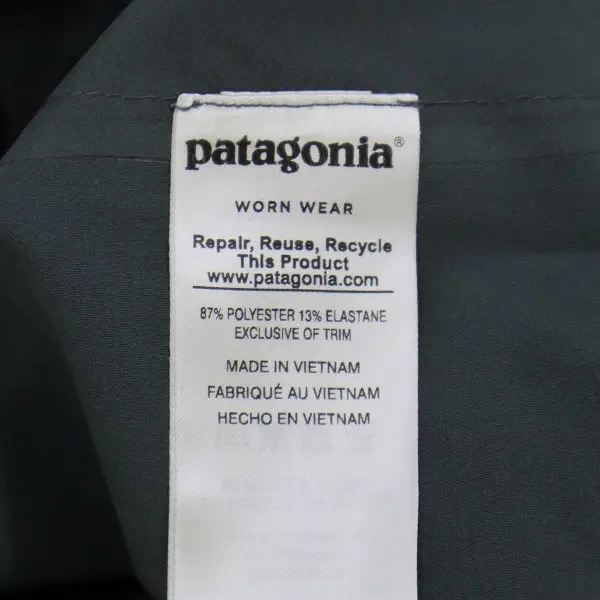 patagonia®
WORN WEAR
Repair, Reuse, Recycle
This Product
www.patagonia.com
87% POLYESTER 13% ELASTANE
EXCLUSIVE OF TRIM
MADE IN VIETNAM
FABRIQUÉ AU VIETNAM
HECHO EN VIETNAM